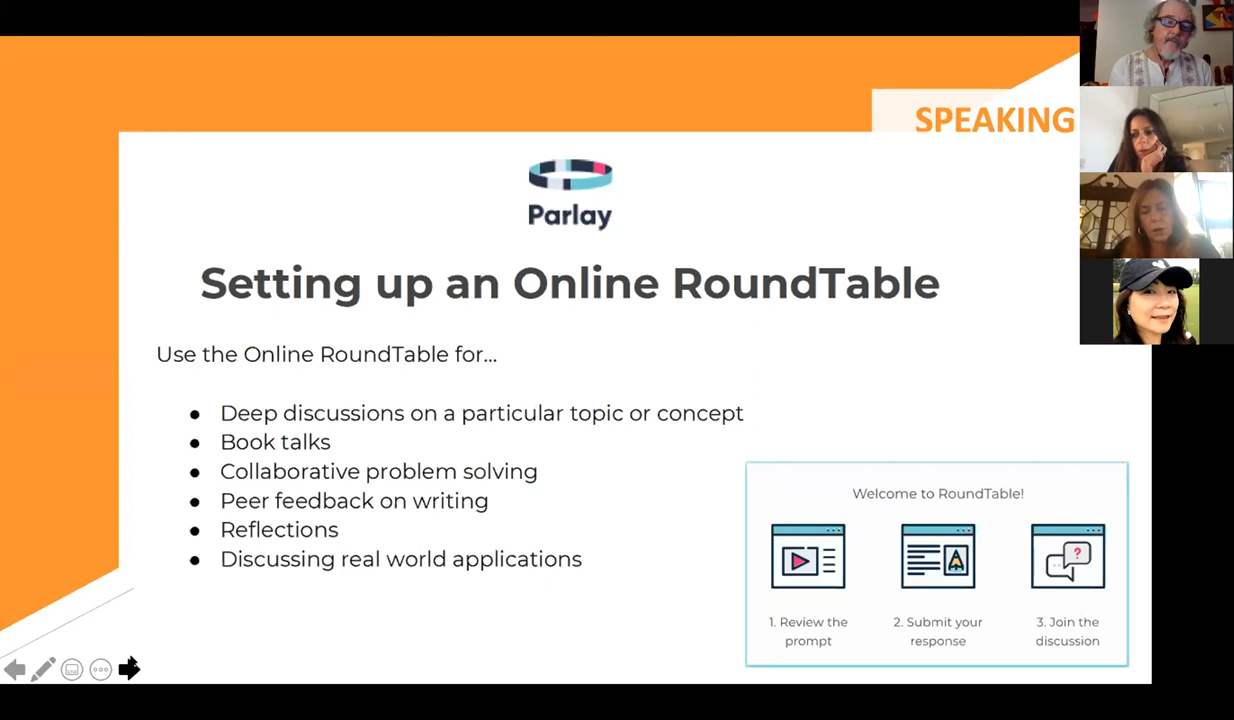 SPEAKING
Parlay
Setting up an Online RoundTable
Use the Online RoundTable for...
● Deep discussions on a particular topic or concept
● Book talks
● Collaborative problem solving
● Peer feedback on writing
● Reflections
● Discussing real world applications
Welcome to RoundTable!
1. Review the
prompt
2. Submit your
response
3. Join the
discussion